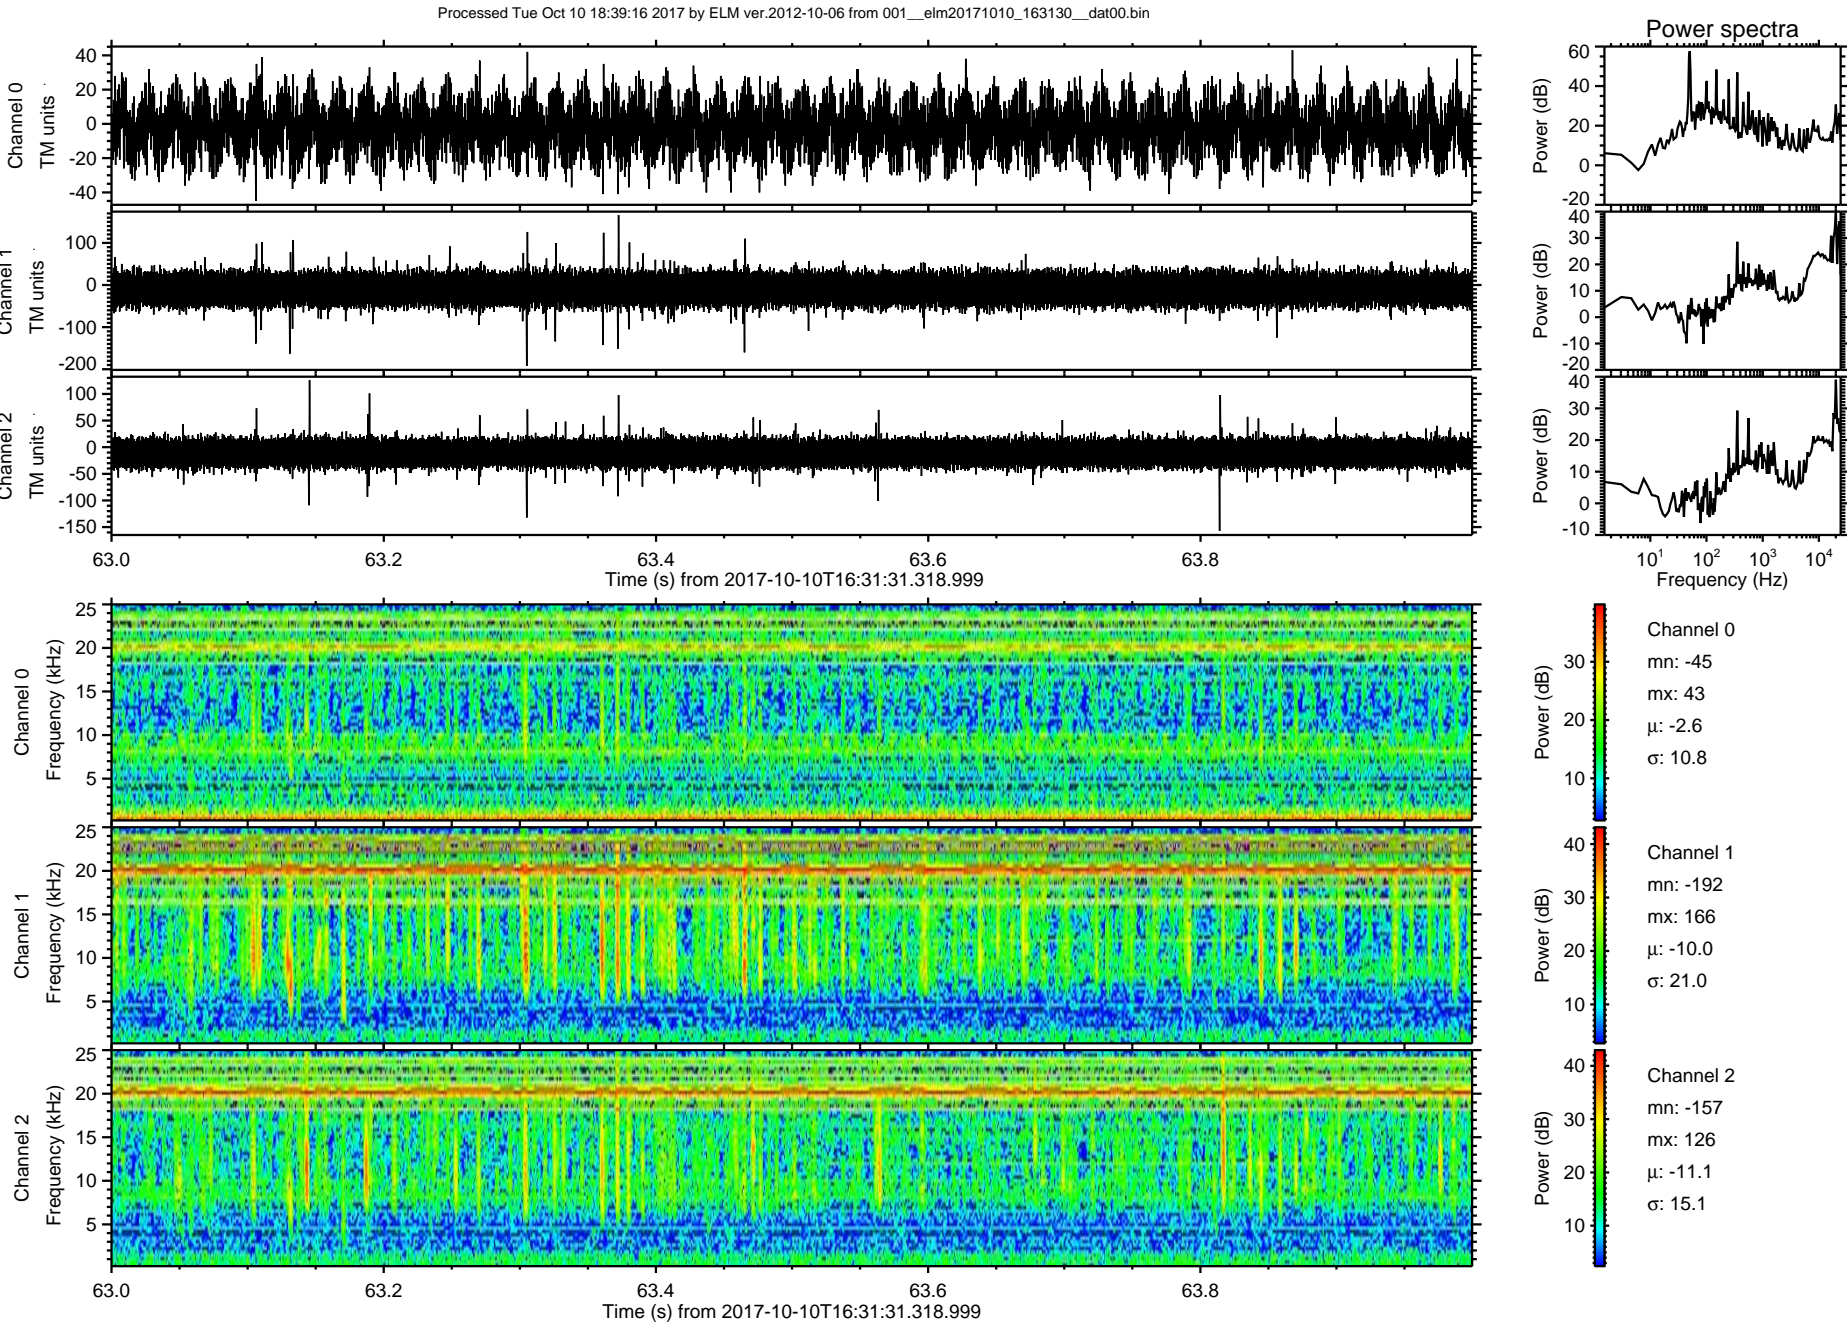 Processed Tue Oct 10 18:39:16 2017 by ELM ver.2012-10-06 from 001__elm20171010_163130__dat00.bin
Power spectra
Channel 0
TM units
40
20
0
-20
-40
Power (dB)
60
40
20
0
-20
Channel 1
TM units
100
0
-100
-200
Power (dB)
40
30
20
10
0
-10
-20
Channel 2
TM units
100
50
0
-50
-100
-150
Power (dB)
40
30
20
10
0
-10
63.0 63.2 63.4 63.6 63.8
Time (s) from 2017-10-10T16:31:31.318.999
10^1 10^2 10^3 10^4
Frequency (Hz)
Channel 0
Frequency (kHz)
25
20
15
10
5
Power (dB)
30
20
10
Channel 0
mn: -45
mx: 43
μ: -2.6
σ: 10.8
Channel 1
Frequency (kHz)
25
20
15
10
5
Power (dB)
40
30
20
10
Channel 1
mn: -192
mx: 166
μ: -10.0
σ: 21.0
Channel 2
Frequency (kHz)
25
20
15
10
5
Power (dB)
40
30
20
10
Channel 2
mn: -157
mx: 126
μ: -11.1
σ: 15.1
63.0 63.2 63.4 63.6 63.8
Time (s) from 2017-10-10T16:31:31.318.999